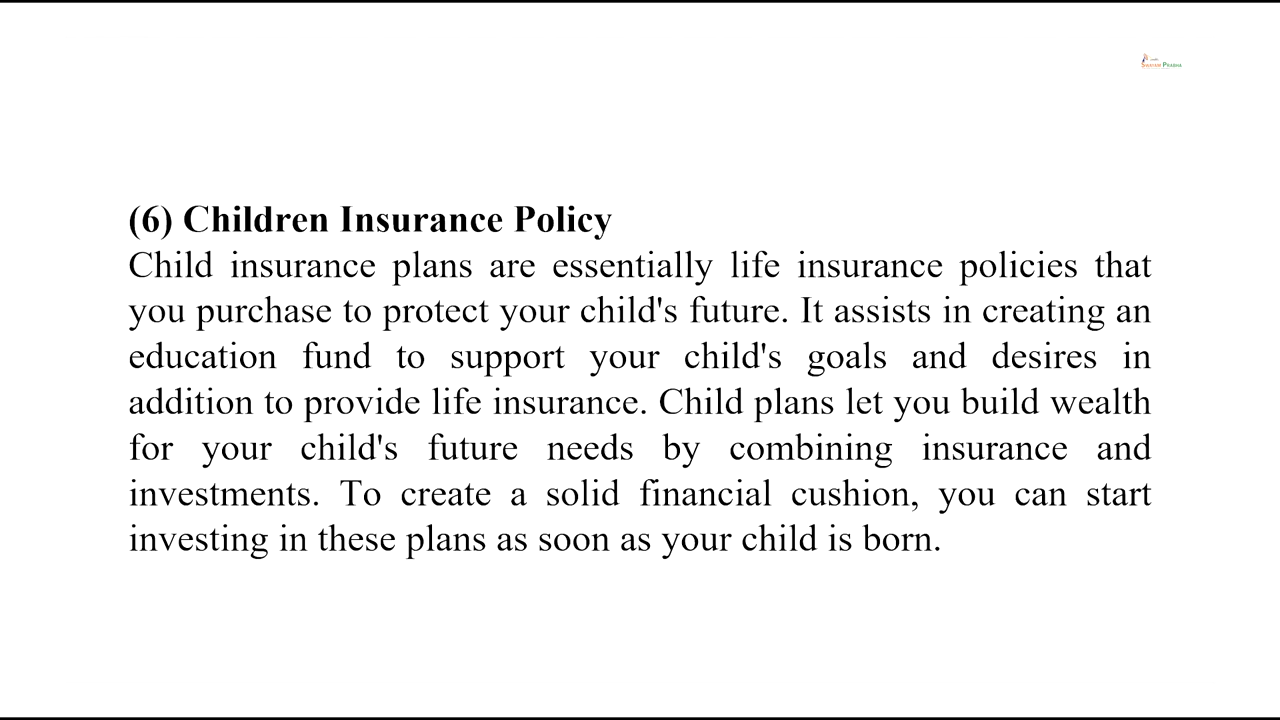 SWAYAM PRABHA
(6) Children Insurance Policy
Child insurance plans are essentially life insurance policies that
you purchase to protect your child's future. It assists in creating an
education fund to support your child's goals and desires in
addition to provide life insurance. Child plans let you build wealth
for your child's future needs by combining insurance and
investments. To create a solid financial cushion, you can start
investing in these plans as soon as your child is born.